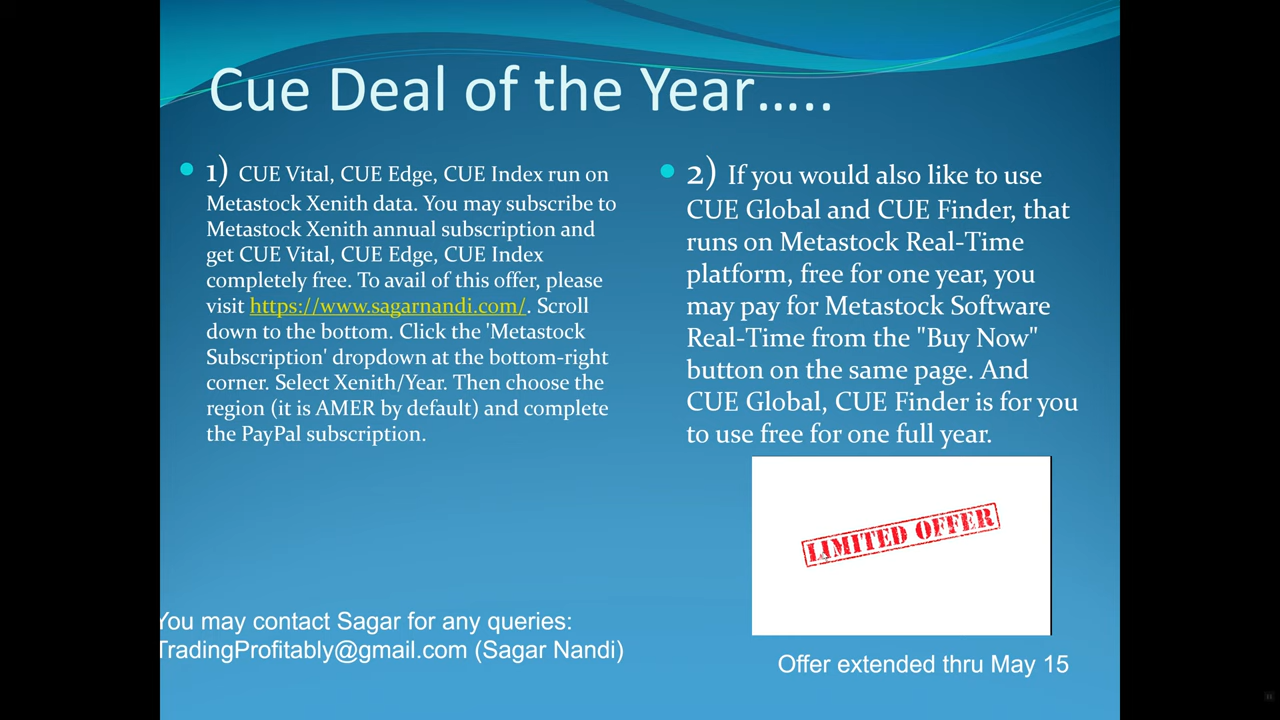 Cue Deal of the Year…..
1) CUE Vital, CUE Edge, CUE Index run on
Metastock Xenith data. You may subscribe to
Metastock Xenith annual subscription and
get CUE Vital, CUE Edge, CUE Index
completely free. To avail of this offer, please
visit https://www.sagarnandi.com/. Scroll
down to the bottom. Click the 'Metastock
Subscription' dropdown at the bottom-right
corner. Select Xenith/Year. Then choose the
region (it is AMER by default) and complete
the PayPal subscription.
2) If you would also like to use
CUE Global and CUE Finder, that
runs on Metastock Real-Time
platform, free for one year, you
may pay for Metastock Software
Real-Time from the "Buy Now"
button on the same page. And
CUE Global, CUE Finder is for you
to use free for one full year.
LIMITED OFFER
You may contact Sagar for any queries:
TradingProfitably@gmail.com (Sagar Nandi)
Offer extended thru May 15